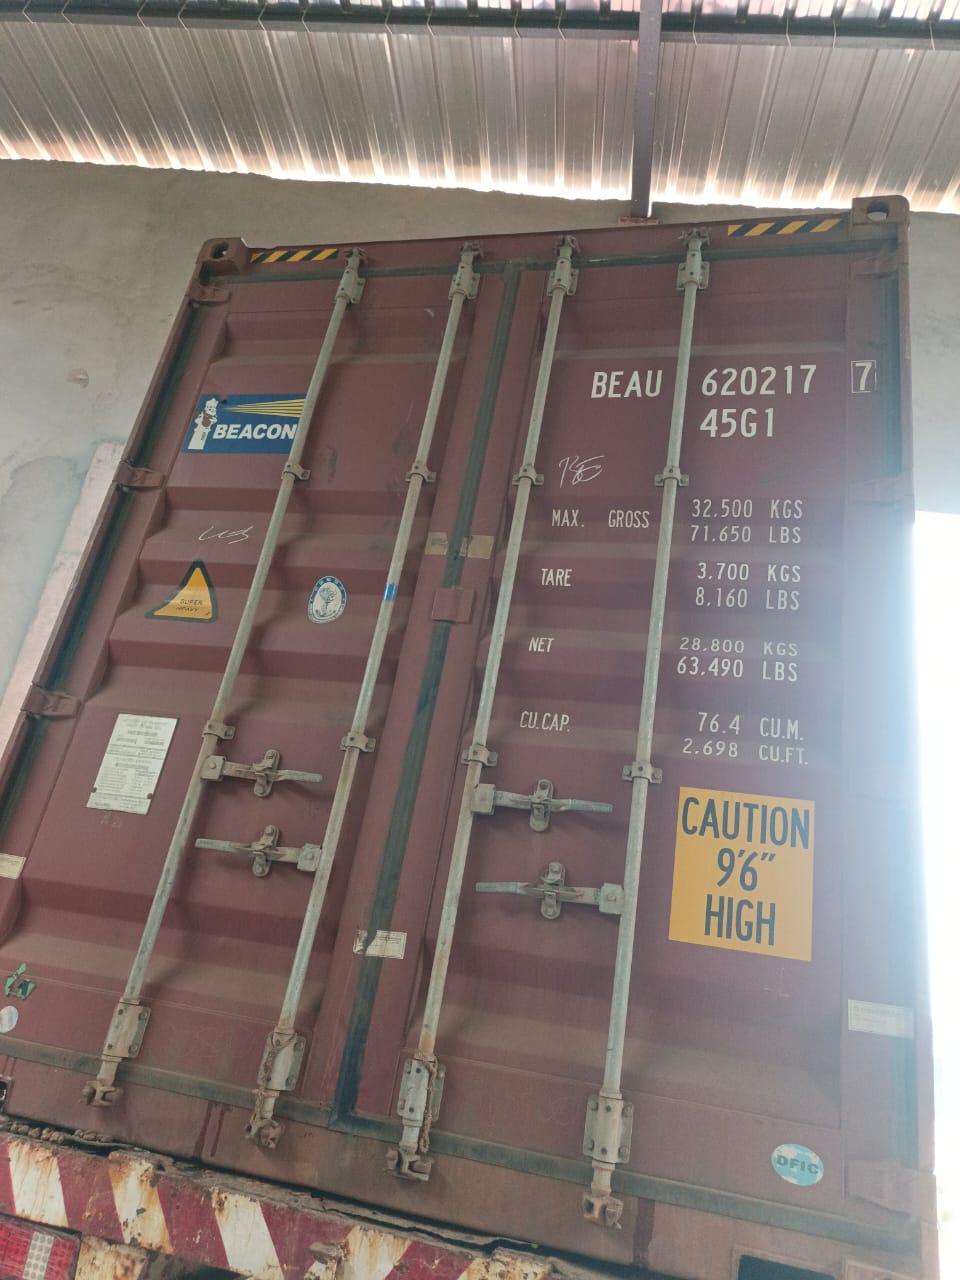 BEAU 620217 7
45G1
BEACON
MAX. GROSS 32.500 KGS
71.650 LBS
TARE 3.700 KGS
8.160 LBS
NET 28.800 KGS
63.490 LBS
CU.CAP. 76.4 CU.M.
2.698 CU.FT.
SUPER
HEAVY
CAUTION
9'6"
HIGH
DFIC